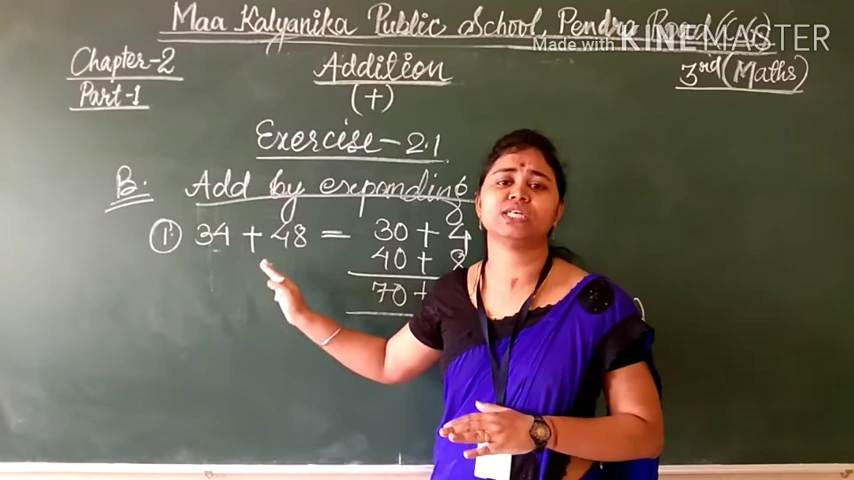 Maa Kalyanika Public School, Pendra Road (C.G)
Made with KINEMASTER
Chapter-2
Part-1
Addition
(+)
3rd (Maths)
Exercise-2.1
B. Add by expanding
① 34 + 48 = 30 + 4
40 + 8
70 +